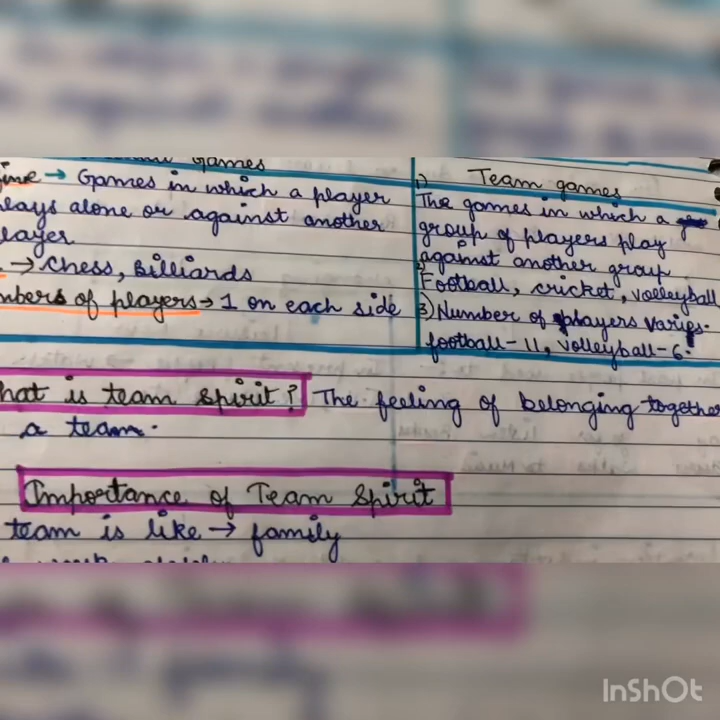 Games
→ Games in which a player
plays alone or against another
player
→ Chess, Billiards
numbers of players → 1 on each side
1) Team games
The games in which a
group of players play
against another group
2) Football, cricket, volleyball
3) Number of players varies.
football - 11, volleyball - 6.
What is team spirit? The feeling of belonging together
a team.
Importance of Team Spirit
team is like → family
InShOt